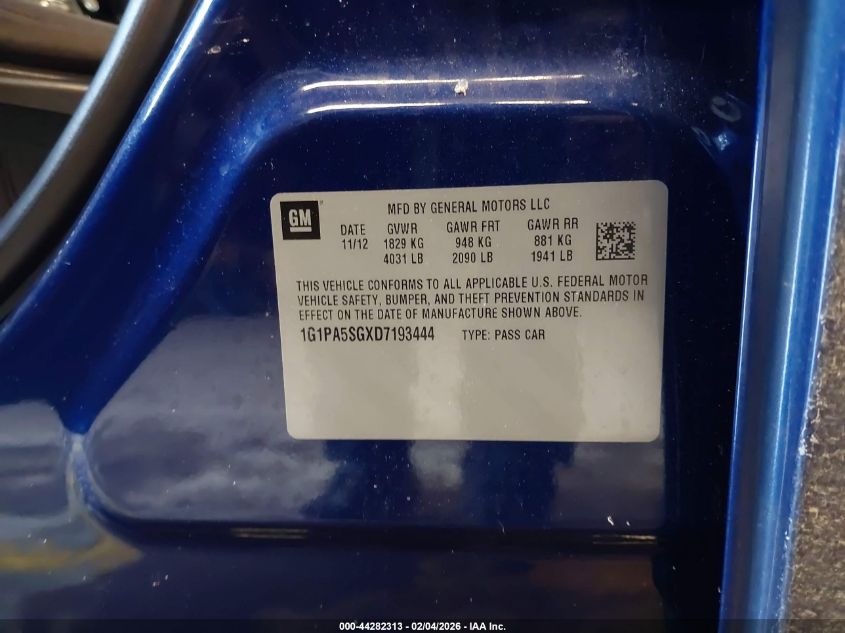 GM
MFD BY GENERAL MOTORS LLC
DATE GVWR GAWR FRT GAWR RR
11/12 1829 KG 948 KG 881 KG
4031 LB 2090 LB 1941 LB
THIS VEHICLE CONFORMS TO ALL APPLICABLE U.S. FEDERAL MOTOR
VEHICLE SAFETY, BUMPER, AND THEFT PREVENTION STANDARDS IN
EFFECT ON THE DATE OF MANUFACTURE SHOWN ABOVE.
1G1PA5SGXD7193444 TYPE: PASS CAR
000-44282313 - 02/04/2026 - IAA Inc.